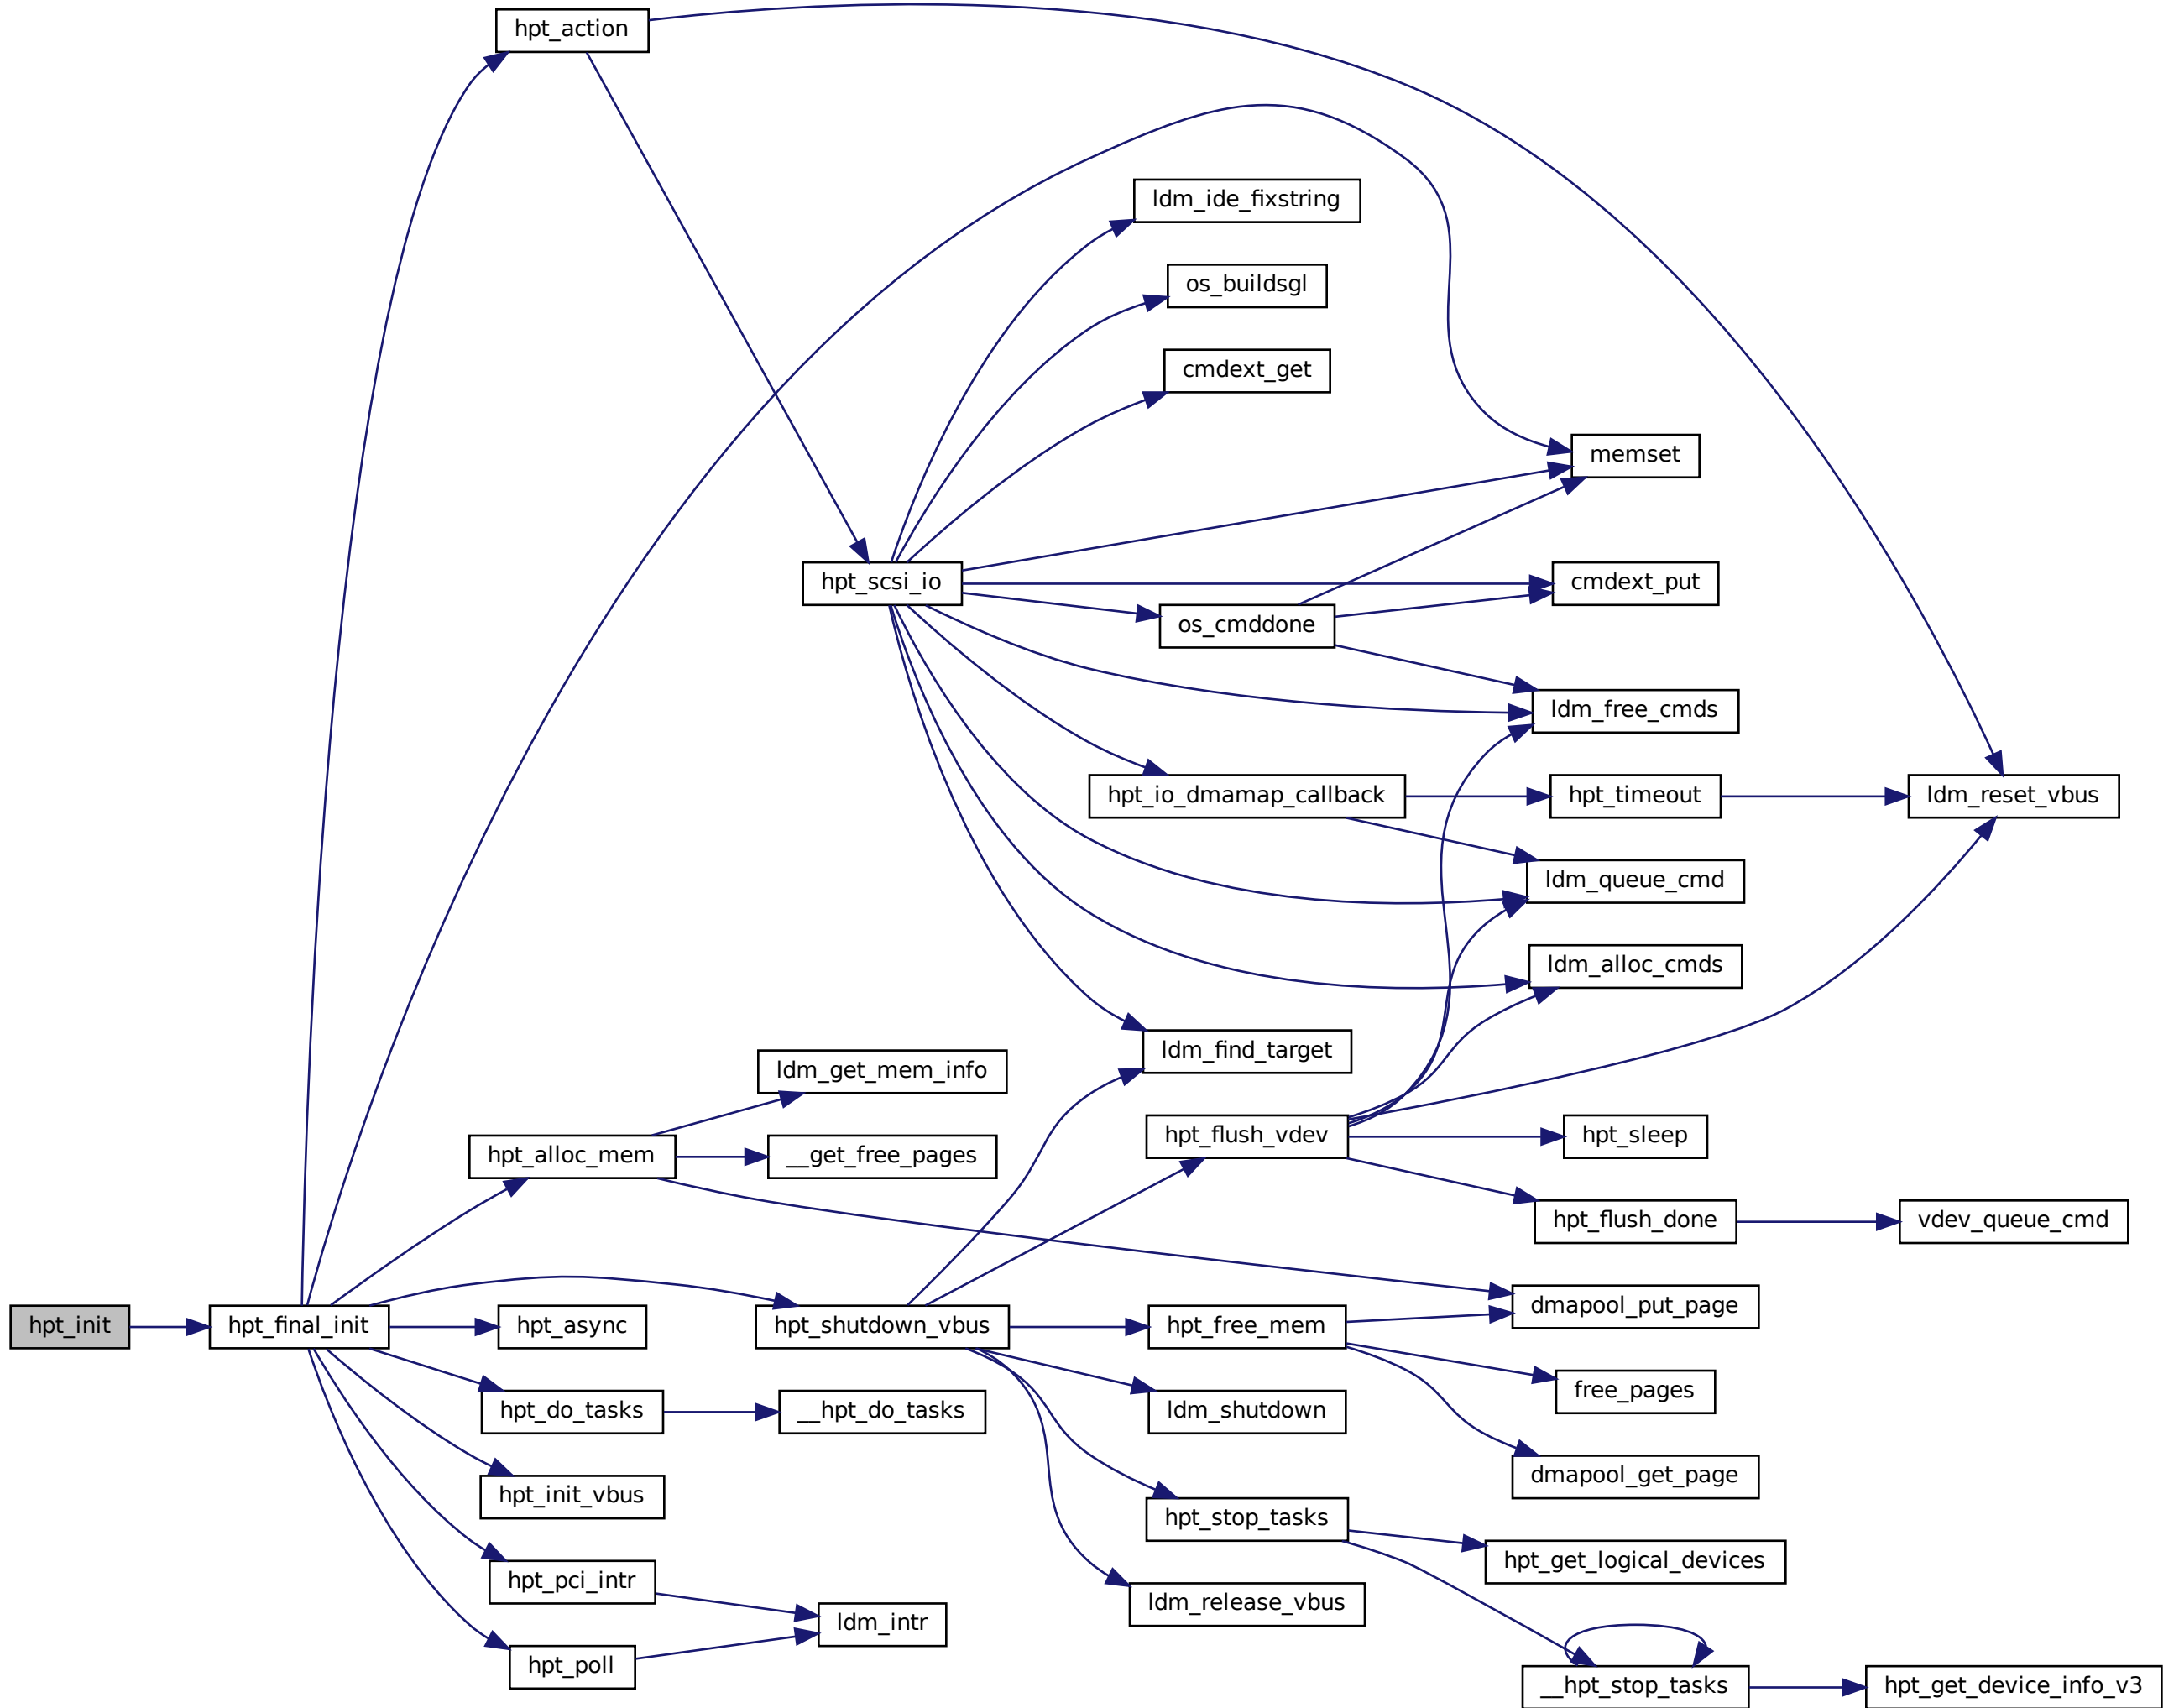 hpt_action
ldm_ide_fixstring
os_buildsgl
cmdext_get
memset
hpt_scsi_io
cmdext_put
os_cmddone
ldm_free_cmds
hpt_io_dmamap_callback
hpt_timeout
ldm_reset_vbus
ldm_queue_cmd
ldm_alloc_cmds
ldm_find_target
ldm_get_mem_info
hpt_flush_vdev
hpt_sleep
hpt_alloc_mem
__get_free_pages
hpt_flush_done
vdev_queue_cmd
dmapool_put_page
hpt_init
hpt_final_init
hpt_async
hpt_shutdown_vbus
hpt_free_mem
free_pages
hpt_do_tasks
__hpt_do_tasks
ldm_shutdown
dmapool_get_page
hpt_init_vbus
hpt_stop_tasks
hpt_get_logical_devices
hpt_pci_intr
ldm_release_vbus
ldm_intr
hpt_poll
__hpt_stop_tasks
hpt_get_device_info_v3